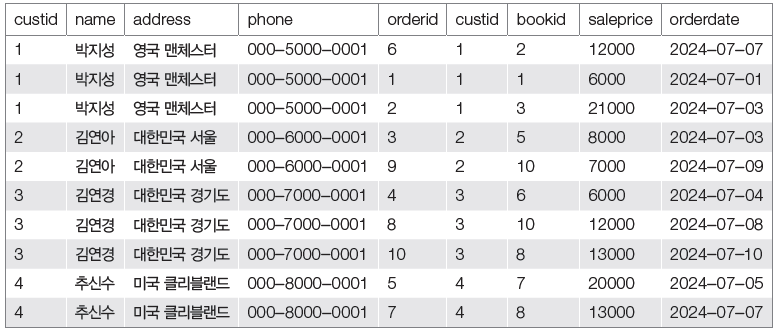 custid name address phone orderid custid bookid saleprice orderdate
1 박지성 영국 맨체스터 000–5000–0001 6 1 2 12000 2024–07–07
1 박지성 영국 맨체스터 000–5000–0001 1 1 1 6000 2024–07–01
1 박지성 영국 맨체스터 000–5000–0001 2 1 3 21000 2024–07–03
2 김연아 대한민국 서울 000–6000–0001 3 2 5 8000 2024–07–03
2 김연아 대한민국 서울 000–6000–0001 9 2 10 7000 2024–07–09
3 김연경 대한민국 경기도 000–7000–0001 4 3 6 6000 2024–07–04
3 김연경 대한민국 경기도 000–7000–0001 8 3 10 12000 2024–07–08
3 김연경 대한민국 경기도 000–7000–0001 10 3 8 13000 2024–07–10
4 추신수 미국 클리블랜드 000–8000–0001 5 4 7 20000 2024–07–05
4 추신수 미국 클리블랜드 000–8000–0001 7 4 8 13000 2024–07–07